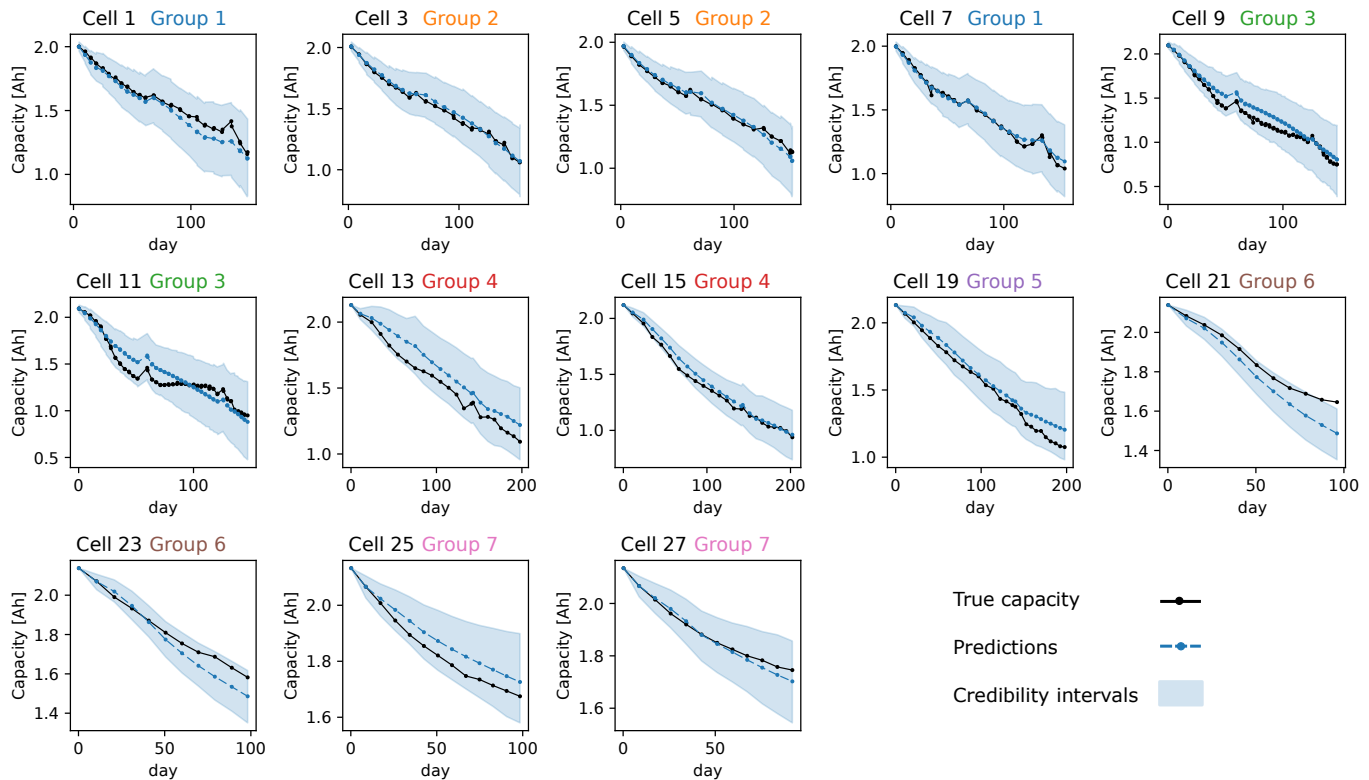 Cell 1 Group 1
Cell 3 Group 2
Cell 5 Group 2
Cell 7 Group 1
Cell 9 Group 3
Capacity [Ah]
2.0
1.5
1.0
0
100
day
2.0
1.5
1.0
0
100
day
2.0
1.5
1.0
0
100
day
Capacity [Ah]
2.0
1.5
1.0
0
100
day
Capacity [Ah]
2.0
1.5
1.0
0.5
0
100
day
Cell 11 Group 3
Cell 13 Group 4
Cell 15 Group 4
Cell 19 Group 5
Cell 21 Group 6
Capacity [Ah]
2.0
1.5
1.0
0.5
0
100
day
Capacity [Ah]
2.0
1.5
1.0
0
100
200
day
Capacity [Ah]
2.0
1.5
1.0
0
100
200
day
Capacity [Ah]
2.0
1.5
1.0
0
100
200
day
Capacity [Ah]
2.0
1.8
1.6
1.4
0
50
100
day
Cell 23 Group 6
Cell 25 Group 7
Cell 27 Group 7
Capacity [Ah]
2.0
1.8
1.6
1.4
0
50
100
day
Capacity [Ah]
2.0
1.8
1.6
0
50
100
day
Capacity [Ah]
2.0
1.8
1.6
0
50
day
True capacity
Predictions
Credibility intervals